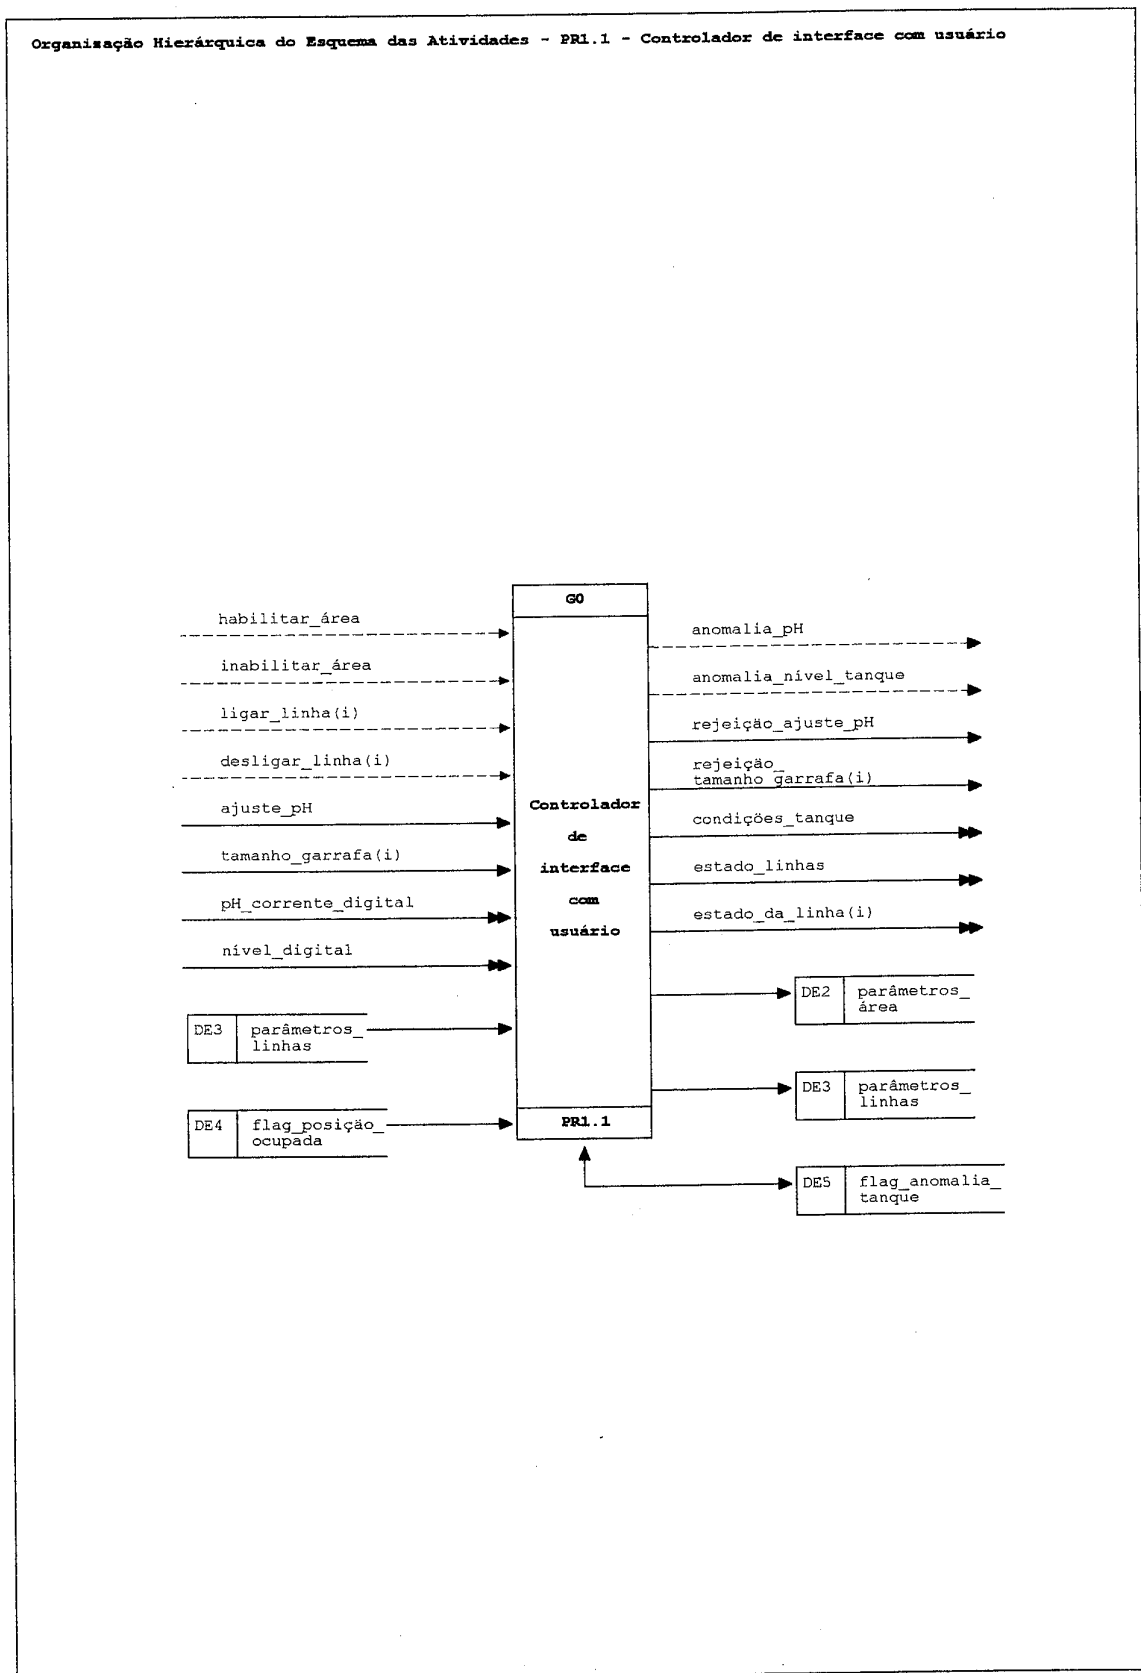 Organização Hierárquica do Esquema das Atividades - PR1.1 - Controlador de interface com usuário
G0
habilitar_área
inabilitar_área
ligar_linha(i)
desligar_linha(i)
ajuste_pH
tamanho_garrafa(i)
pH_corrente_digital
nível_digital
DE3
parâmetros_
linhas
DE4
flag_posição_
ocupada
Controlador
de
interface
com
usuário
PR1.1
anomalia_pH
anomalia_nível_tanque
rejeição_ajuste_pH
rejeição_
tamanho_garrafa(i)
condições_tanque
estado_linhas
estado_da_linha(i)
DE2
parâmetros_
área
DE3
parâmetros_
linhas
DE5
flag_anomalia_
tanque